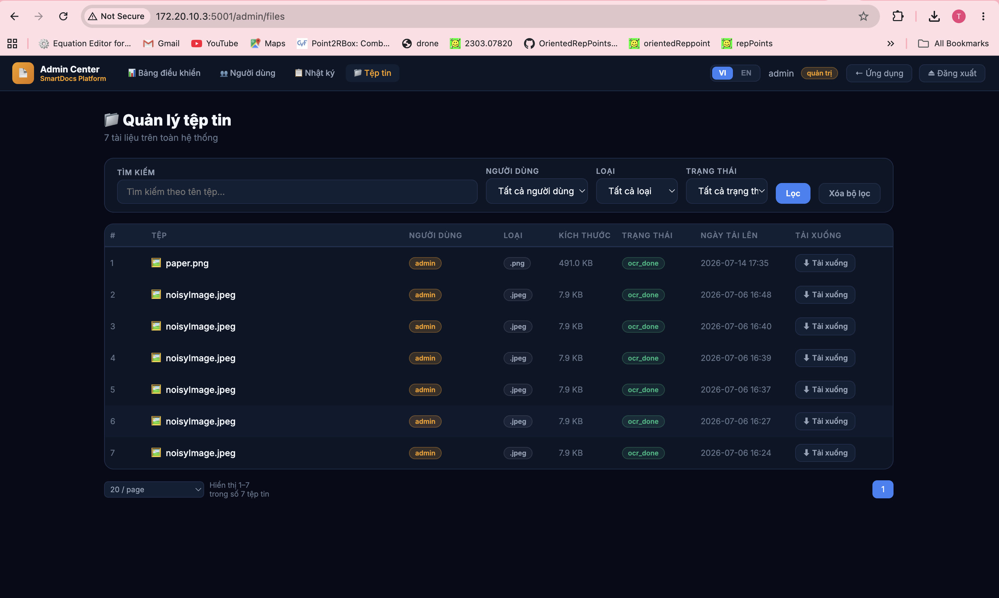 Not Secure 172.20.10.3:5001/admin/files T
Equation Editor for... Gmail YouTube Maps GVF Point2RBox: Comb... drone 2303.07820 OrientedRepPoints... orientedReppoint repPoints » All Bookmarks
Admin Center
SmartDocs Platform
Bảng điều khiển Người dùng Nhật ký Tệp tin VI EN admin quản trị ← Ứng dụng Đăng xuất
Quản lý tệp tin
7 tài liệu trên toàn hệ thống
TÌM KIẾM NGƯỜI DÙNG LOẠI TRẠNG THÁI
Tìm kiếm theo tên tệp... Tất cả người dùng Tất cả loại Tất cả trạng th Lọc Xóa bộ lọc
# TỆP NGƯỜI DÙNG LOẠI KÍCH THƯỚC TRẠNG THÁI NGÀY TẢI LÊN TẢI XUỐNG
1 paper.png admin .png 491.0 KB ocr_done 2026-07-14 17:35 Tải xuống
2 noisyImage.jpeg admin .jpeg 7.9 KB ocr_done 2026-07-06 16:48 Tải xuống
3 noisyImage.jpeg admin .jpeg 7.9 KB ocr_done 2026-07-06 16:40 Tải xuống
4 noisyImage.jpeg admin .jpeg 7.9 KB ocr_done 2026-07-06 16:39 Tải xuống
5 noisyImage.jpeg admin .jpeg 7.9 KB ocr_done 2026-07-06 16:37 Tải xuống
6 noisyImage.jpeg admin .jpeg 7.9 KB ocr_done 2026-07-06 16:27 Tải xuống
7 noisyImage.jpeg admin .jpeg 7.9 KB ocr_done 2026-07-06 16:24 Tải xuống
20 / page
Hiển thị 1–7
trong số 7 tệp tin
1